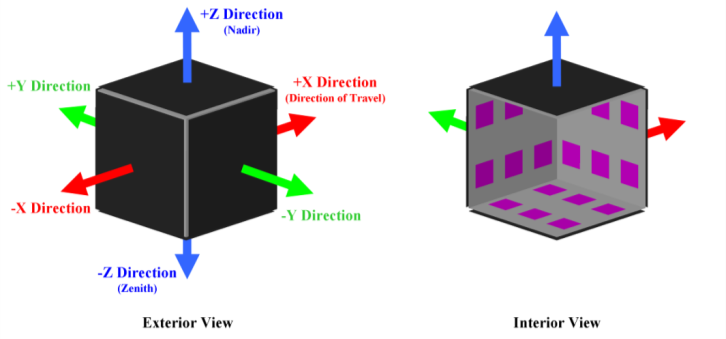 +Z Direction
(Nadir)
+Y Direction
+X Direction
(Direction of Travel)
-X Direction
-Y Direction
-Z Direction
(Zenith)
Exterior View
Interior View